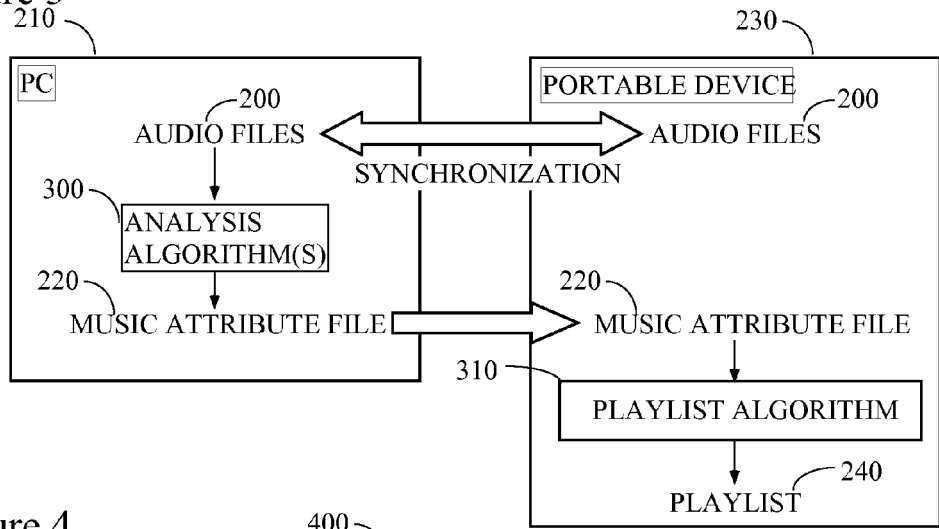 210
230
PC
PORTABLE DEVICE
200
200
AUDIO FILES
AUDIO FILES
SYNCHRONIZATION
300
ANALYSIS
ALGORITHM(S)
220
220
MUSIC ATTRIBUTE FILE
MUSIC ATTRIBUTE FILE
310
PLAYLIST ALGORITHM
240
PLAYLIST
400